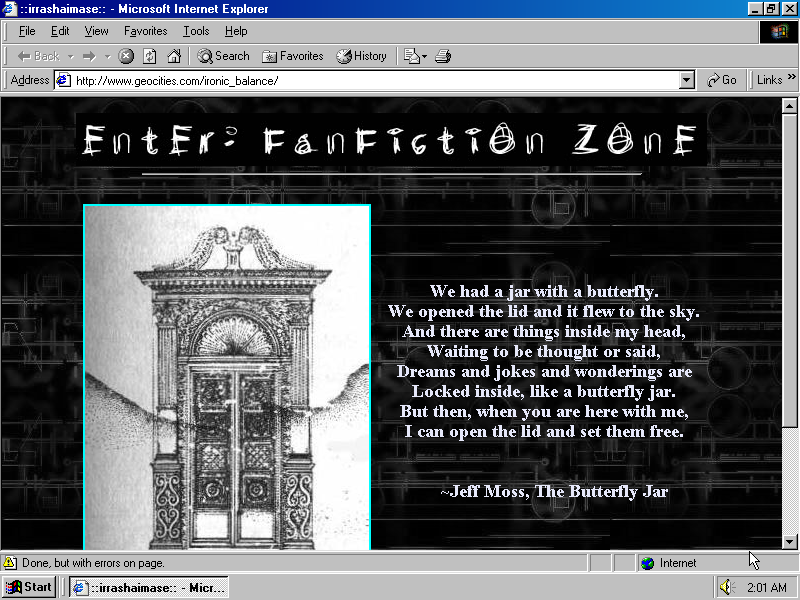 ::irrashaimase:: - Microsoft Internet Explorer
File Edit View Favorites Tools Help
Back Search Favorites History
Address http://www.geocities.com/ironic_balance/ Go Links »
EntEr: FanFictiOn ZOnE
We had a jar with a butterfly.
We opened the lid and it flew to the sky.
And there are things inside my head,
Waiting to be thought or said,
Dreams and jokes and wonderings are
Locked inside, like a butterfly jar.
But then, when you are here with me,
I can open the lid and set them free.
~Jeff Moss, The Butterfly Jar
Done, but with errors on page. Internet
Start ::irrashaimase:: - Micr... 2:01 AM